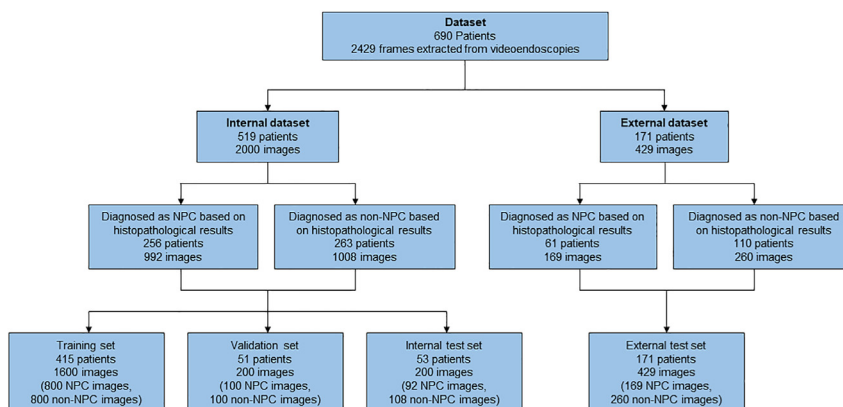 Dataset
690 Patients
2429 frames extracted from videoendoscopies
Internal dataset
519 patients
2000 images
External dataset
171 patients
429 images
Diagnosed as NPC based on
histopathological results
256 patients
992 images
Diagnosed as non-NPC based
on histopathological results
263 patients
1008 images
Diagnosed as NPC based on
histopathological results
61 patients
169 images
Diagnosed as non-NPC based
on histopathological results
110 patients
260 images
Training set
415 patients
1600 images
(800 NPC images,
800 non-NPC images)
Validation set
51 patients
200 images
(100 NPC images,
100 non-NPC images)
Internal test set
53 patients
200 images
(92 NPC images,
108 non-NPC images)
External test set
171 patients
429 images
(169 NPC images,
260 non-NPC images)